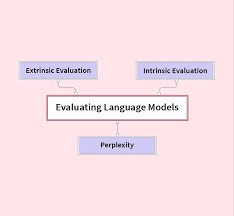 Extrinsic Evaluation
Intrinsic Evaluation
Evaluating Language Models
Perplexity